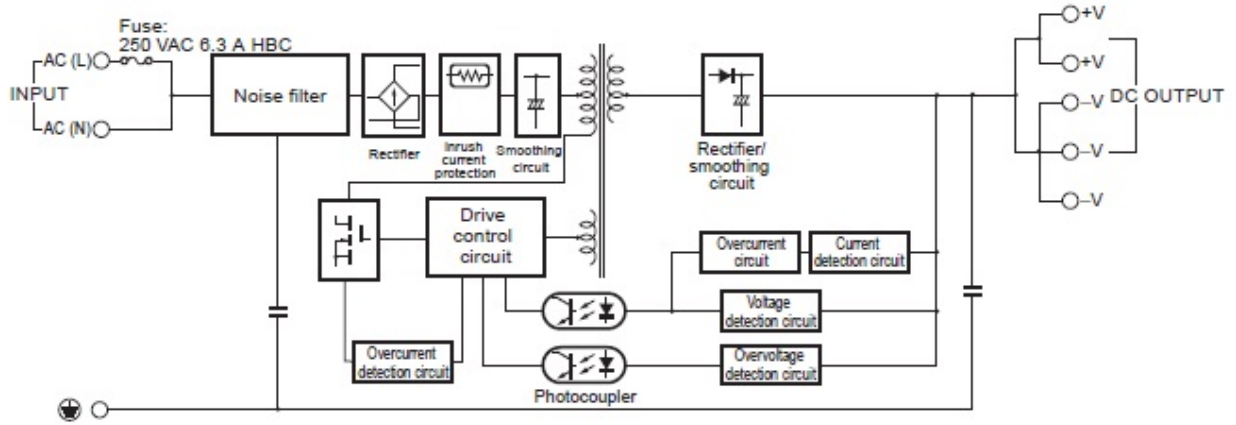 Fuse:
250 VAC 6.3 A HBC
AC (L)
INPUT
AC (N)
Noise filter
Rectifier
Inrush
current
protection
Smoothing
circuit
Rectifier/
smoothing
circuit
+V
+V
DC OUTPUT
–V
–V
–V
Drive
control
circuit
Overcurrent
circuit
Current
detection circuit
Voltage
detection circuit
Overcurrent
detection circuit
Overvoltage
detection circuit
Photocoupler